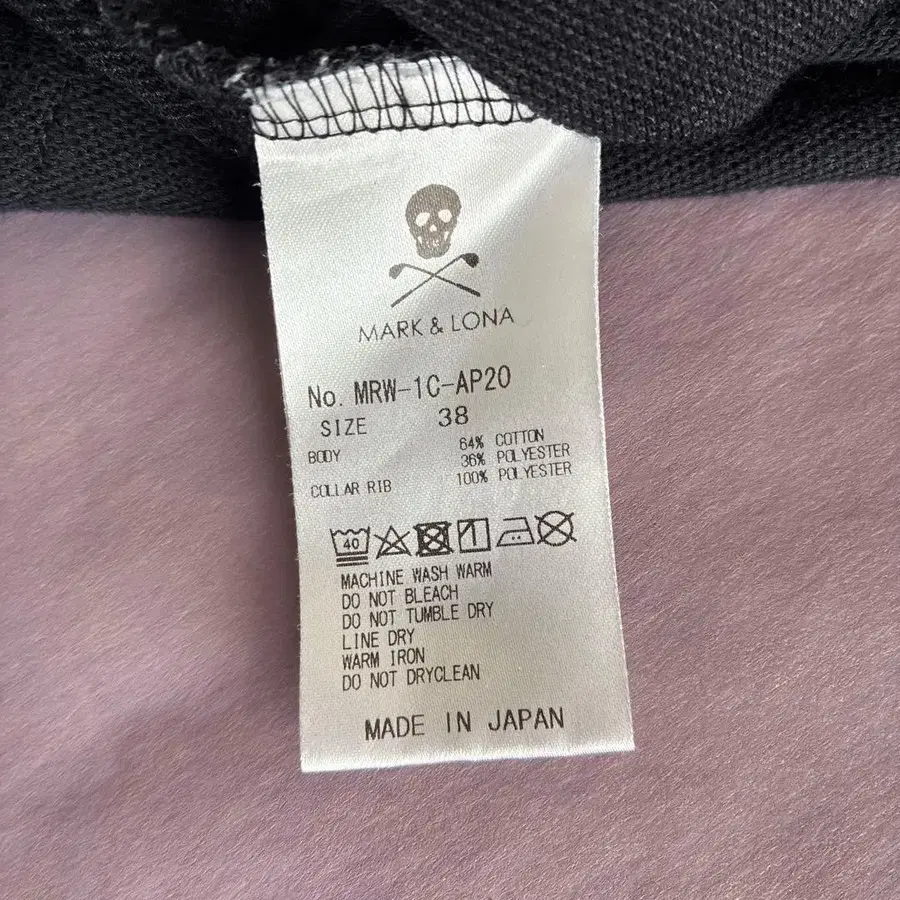 MARK & LONA
No. MRW-1C-AP20
SIZE 38
BODY 64% COTTON
36% POLYESTER
COLLAR RIB 100% POLYESTER
40
MACHINE WASH WARM
DO NOT BLEACH
DO NOT TUMBLE DRY
LINE DRY
WARM IRON
DO NOT DRYCLEAN
MADE IN JAPAN